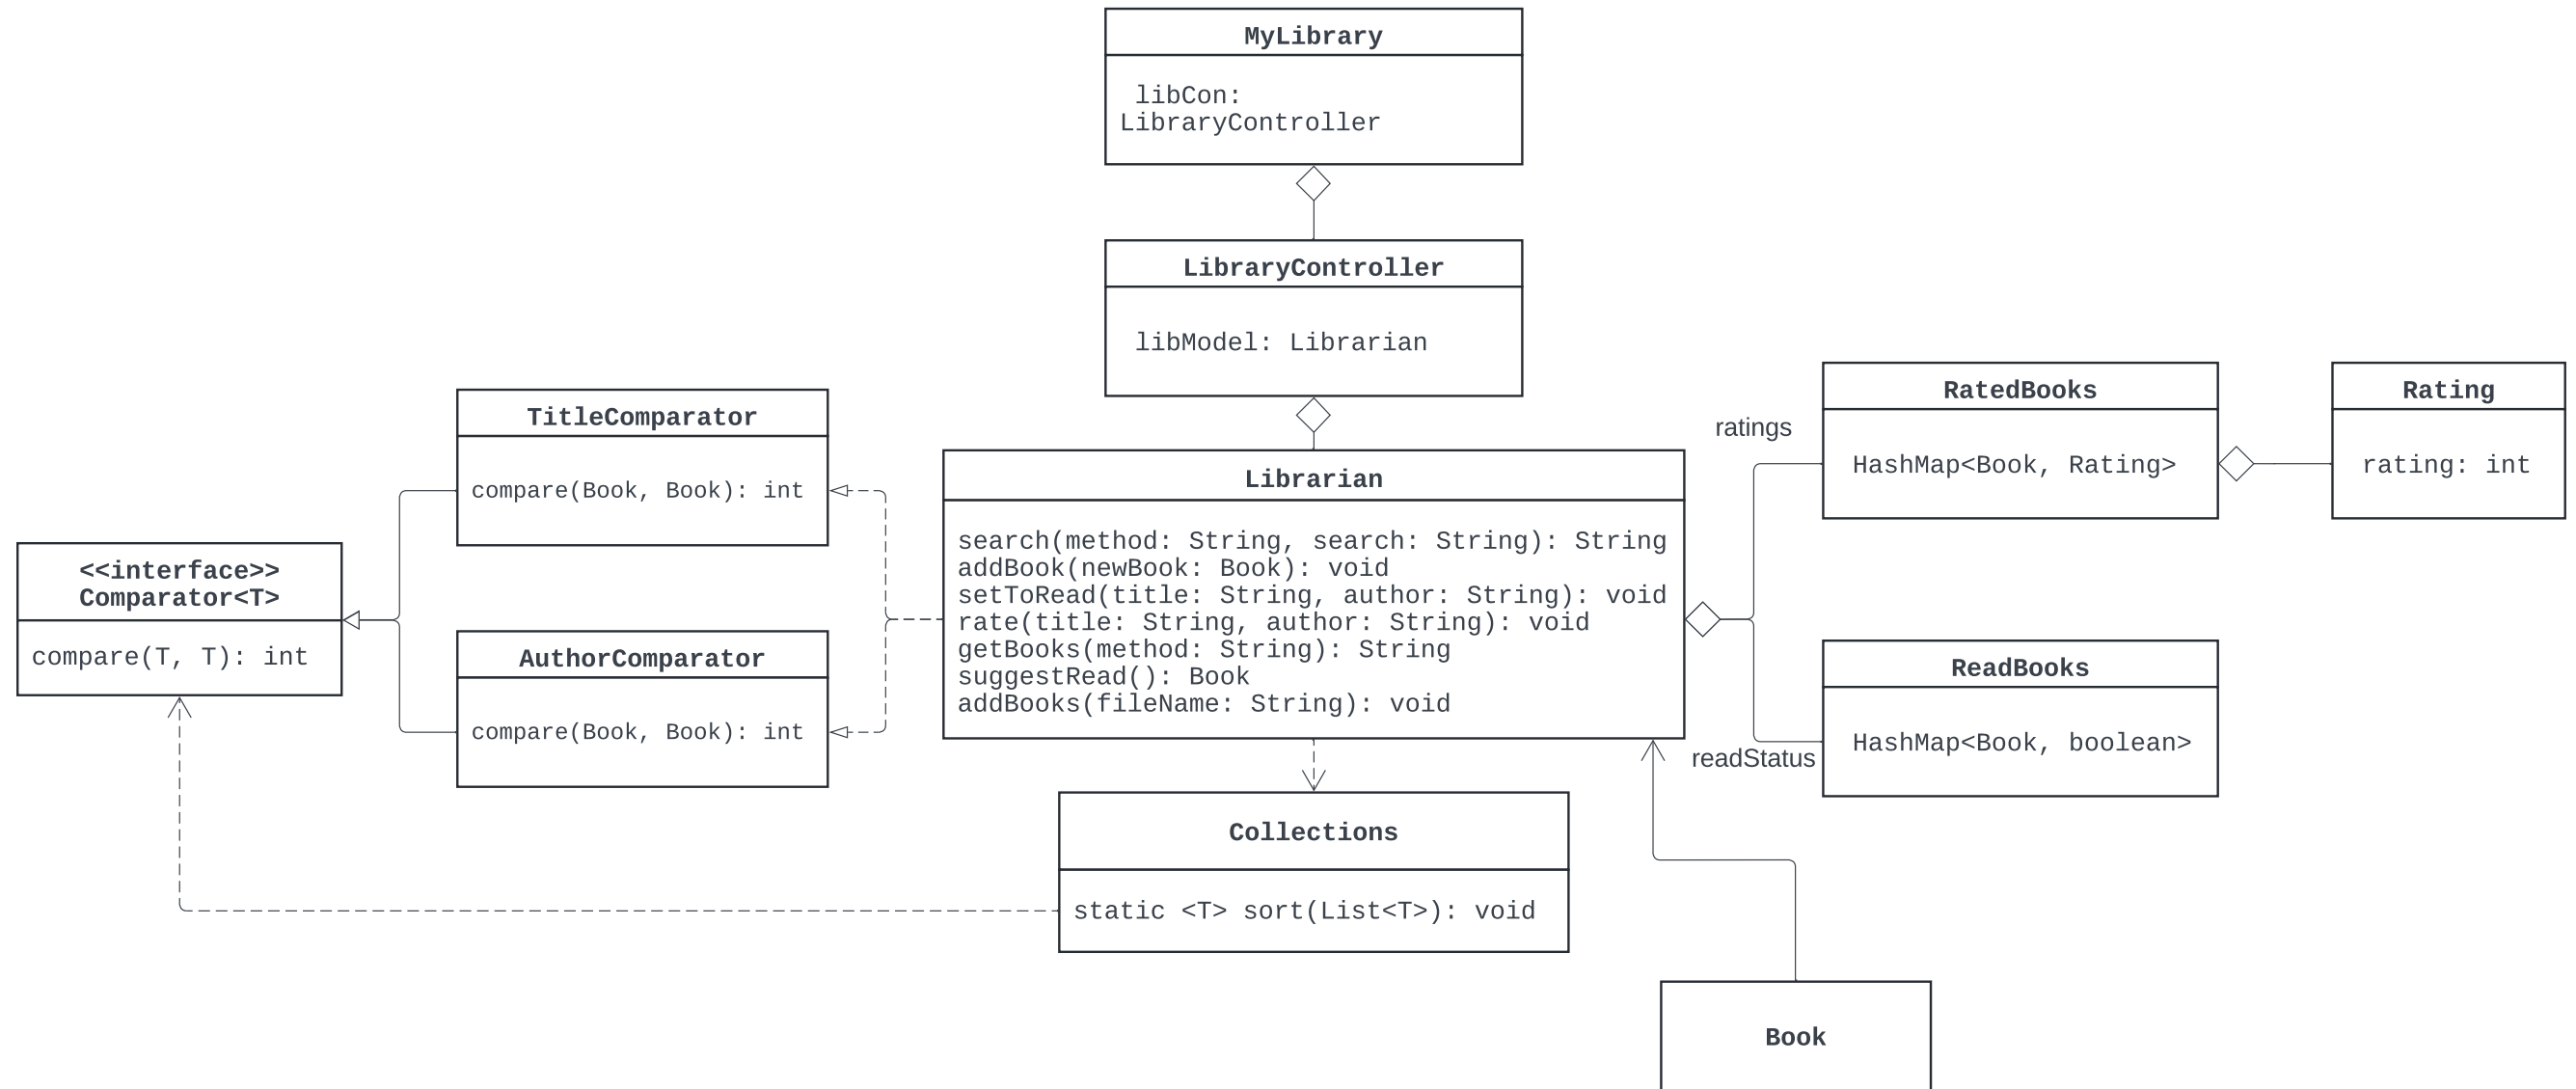 MyLibrary
libCon:
LibraryController
LibraryController
libModel: Librarian
TitleComparator
compare(Book, Book): int
<<interface>>
Comparator<T>
compare(T, T): int
AuthorComparator
compare(Book, Book): int
Librarian
search(method: String, search: String): String
addBook(newBook: Book): void
setToRead(title: String, author: String): void
rate(title: String, author: String): void
getBooks(method: String): String
suggestRead(): Book
addBooks(fileName: String): void
ratings
RatedBooks
HashMap<Book, Rating>
Rating
rating: int
readStatus
ReadBooks
HashMap<Book, boolean>
Collections
static <T> sort(List<T>): void
Book